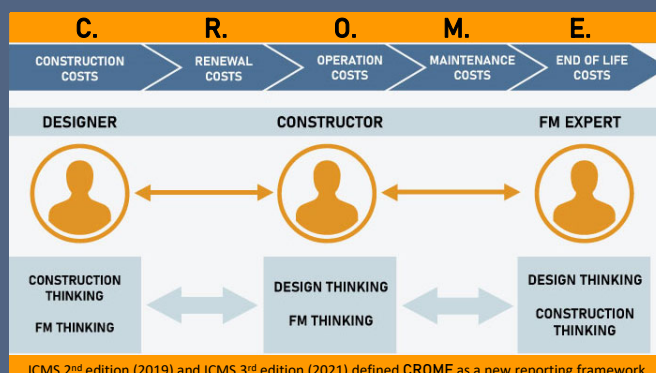 C. R. O. M. E.
CONSTRUCTION
COSTS
RENEWAL
COSTS
OPERATION
COSTS
MAINTENANCE
COSTS
END OF LIFE
COSTS
DESIGNER CONSTRUCTOR FM EXPERT
CONSTRUCTION
THINKING
FM THINKING
DESIGN THINKING
FM THINKING
DESIGN THINKING
CONSTRUCTION
THINKING
ICMS 2nd edition (2019) and ICMS 3rd edition (2021) defined CROME as a new reporting framework